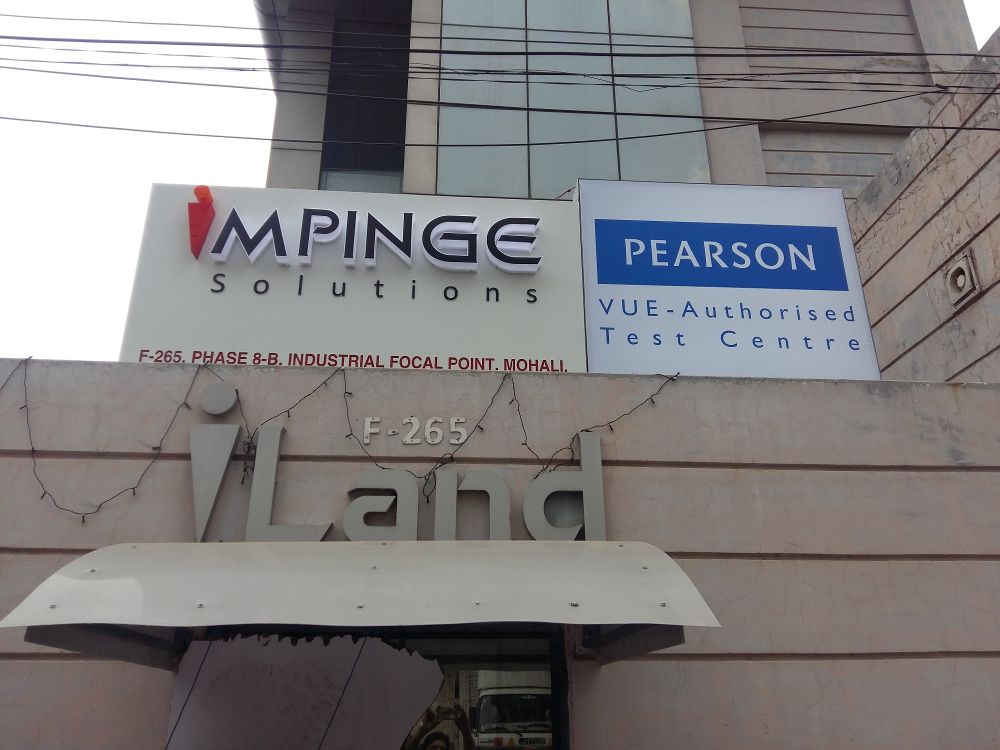 iMPINGE
Solutions
F-265, PHASE 8-B, INDUSTRIAL FOCAL POINT, MOHALI.
PEARSON
VUE-Authorised
Test Centre
F-265
iLand